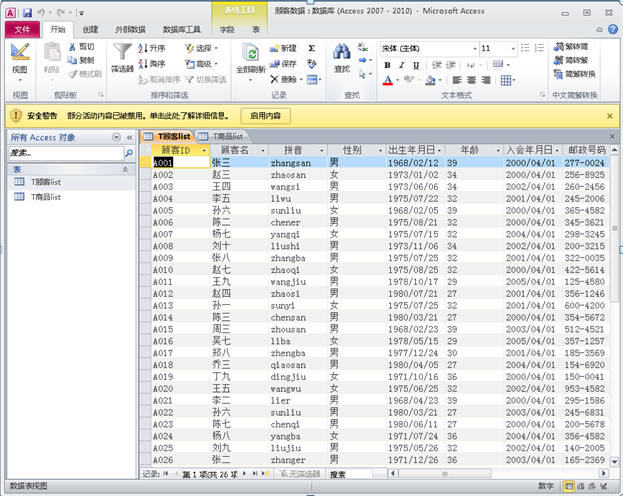 表格工具
顾客数据 : 数据库 (Access 2007 - 2010) - Microsoft Access
文件 开始 创建 外部数据 数据库工具 字段 表
视图 粘贴 剪切 复制 格式刷 筛选器 升序 降序 取消排序 选择 高级 切换筛选 全部刷新 新建 保存 删除 查找 宋体 (主体) 11 繁转简 简转繁 简繁转换
视图 剪贴板 排序和筛选 记录 查找 文本格式 中文简繁转换
安全警告 部分活动内容已被禁用。单击此处了解详细信息。 启用内容
所有 Access 对象
搜索...
表
T顾客list
T商品list
T顾客list T商品list
顾客ID 顾客名 拼音 性别 出生年月日 年龄 入会年月日 邮政号码
A001 张三 zhangsan 男 1968/02/12 39 2000/04/01 277-0024
A002 赵三 zhaosan 女 1973/01/02 34 2000/04/01 256-8925
A003 王四 wangsi 男 1973/06/06 34 2002/04/01 260-2456
A004 李五 liwu 男 1975/07/22 32 2001/04/01 245-2006
A005 孙六 sunliu 女 1968/02/05 39 2000/04/01 365-4582
A006 陈二 chener 男 1975/08/21 32 2000/04/01 345-3621
A007 杨七 yangqi 女 1975/07/15 32 2004/04/01 298-3245
A008 刘十 liushi 男 1973/11/06 34 2002/04/01 200-3215
A009 张八 zhangba 男 1975/07/25 32 2001/04/01 322-0035
A010 赵七 zhaoqi 女 1975/08/25 32 2000/04/01 422-5614
A011 王九 wangjiu 男 1978/10/17 29 2005/04/01 125-4580
A012 赵四 zhaosi 男 1980/07/21 27 2004/04/01 356-1246
A013 孙一 sunyi 女 1975/07/25 32 2001/04/01 600-4200
A014 陈三 chensan 男 1980/03/21 27 2000/04/01 354-5672
A015 周三 zhousan 男 1968/02/23 39 2003/04/01 512-4521
A016 吴七 liba 女 1978/05/15 29 2005/04/01 357-1257
A017 郑八 zhengba 男 1977/12/24 30 2001/04/01 185-3569
A018 乔三 qiaosan 男 1980/04/05 27 2004/04/01 154-6920
A019 丁九 dingjiu 女 1971/10/16 36 2000/04/01 150-0041
A020 王五 wangwu 女 1975/06/25 32 2002/04/01 953-4582
A021 李二 lier 男 1968/04/23 39 2000/04/01 295-1586
A022 孙六 sunliu 男 1980/03/21 27 2003/04/01 245-6831
A023 陈七 chenqi 女 1980/06/11 27 2000/04/01 200-5678
A024 杨八 yangba 女 1971/07/24 36 2004/04/01 356-4582
A025 刘九 liujiu 男 1975/05/26 32 2002/04/01 140-2005
A026 张二 zhanger 男 1971/12/26 36 2003/04/01 165-2369
记录: 第 1 项(共 26 项 无筛选器 搜索
数据表视图 数字